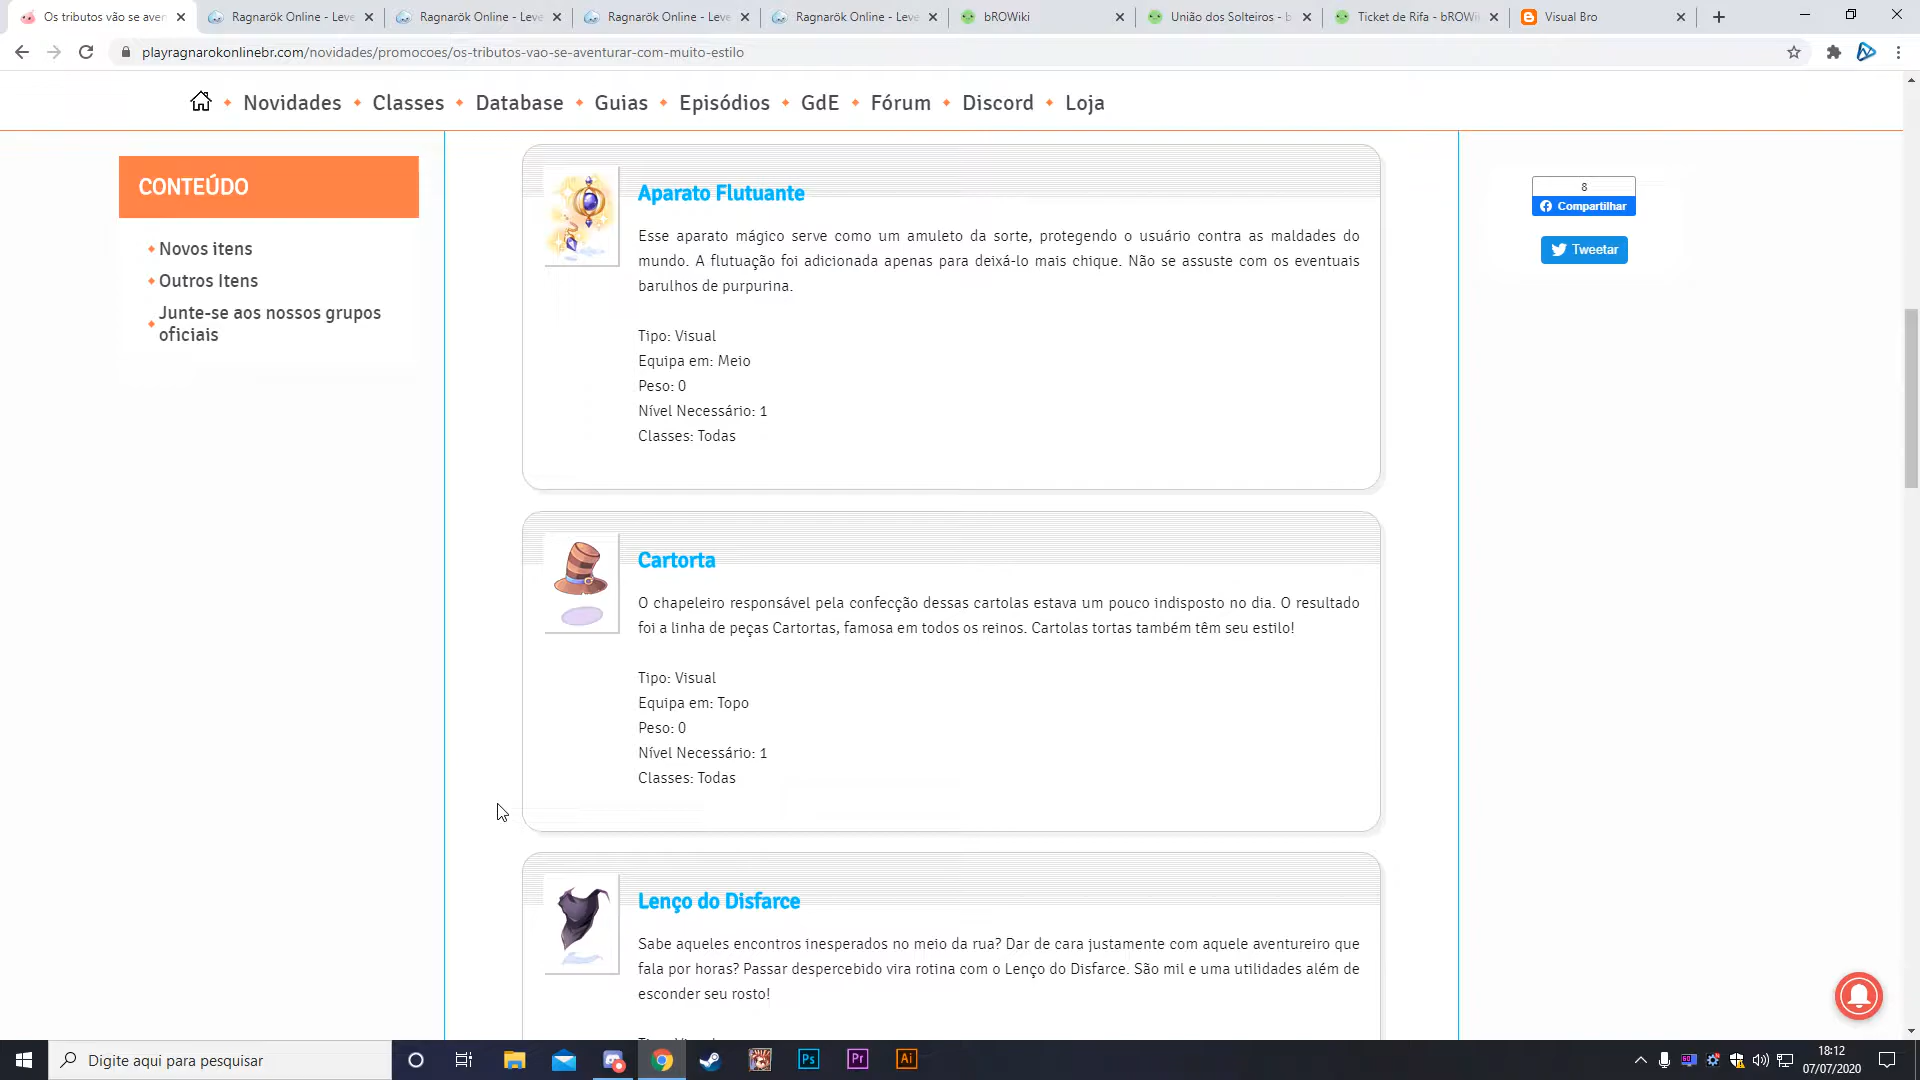 Os tributos vão se aver
Ragnarök Online - Leve
Ragnarök Online - Leve
Ragnarök Online - Leve
Ragnarök Online - Leve
bROWiki
União dos Solteiros - b
Ticket de Rifa - bROWi
Visual Bro
playragnarokonlinebr.com/novidades/promocoes/os-tributos-vao-se-aventurar-com-muito-estilo
Novidades
Classes
Database
Guias
Episódios
GdE
Fórum
Discord
Loja
CONTEÚDO
Novos itens
Outros Itens
Junte-se aos nossos grupos
oficiais
Aparato Flutuante
Esse aparato mágico serve como um amuleto da sorte, protegendo o usuário contra as maldades do
mundo. A flutuação foi adicionada apenas para deixá-lo mais chique. Não se assuste com os eventuais
barulhos de purpurina.
Tipo: Visual
Equipa em: Meio
Peso: 0
Nível Necessário: 1
Classes: Todas
Cartorta
O chapeleiro responsável pela confecção dessas cartolas estava um pouco indisposto no dia. O resultado
foi a linha de peças Cartortas, famosa em todos os reinos. Cartolas tortas também têm seu estilo!
Tipo: Visual
Equipa em: Topo
Peso: 0
Nível Necessário: 1
Classes: Todas
Lenço do Disfarce
Sabe aqueles encontros inesperados no meio da rua? Dar de cara justamente com aquele aventureiro que
fala por horas? Passar despercebido vira rotina com o Lenço do Disfarce. São mil e uma utilidades além de
esconder seu rosto!
8
Compartilhar
Tweetar
Digite aqui para pesquisar
Ps
Pr
Ai
18:12
07/07/2020